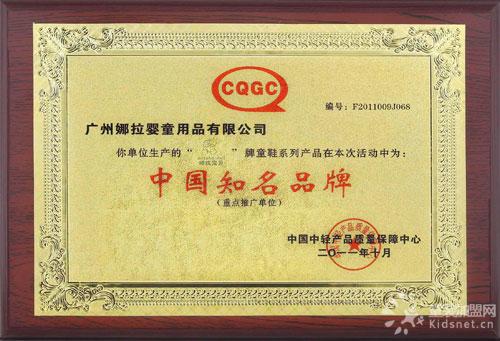 CQGC
编号：F2011009J068
广州娜拉婴童用品有限公司
你单位生产的“ ”牌童鞋系列产品在本次活动中为：
中国知名品牌
（重点推广单位）
中国中轻产品质量保障中心
二〇一一年十月
加盟网
Kidsnet.cn